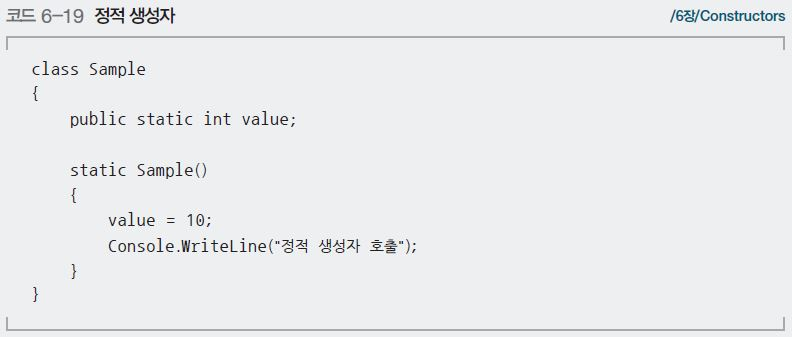 코드 6-19 정적 생성자 /6장/Constructors
class Sample
{
    public static int value;
    static Sample()
    {
        value = 10;
        Console.WriteLine("정적 생성자 호출");
    }
}